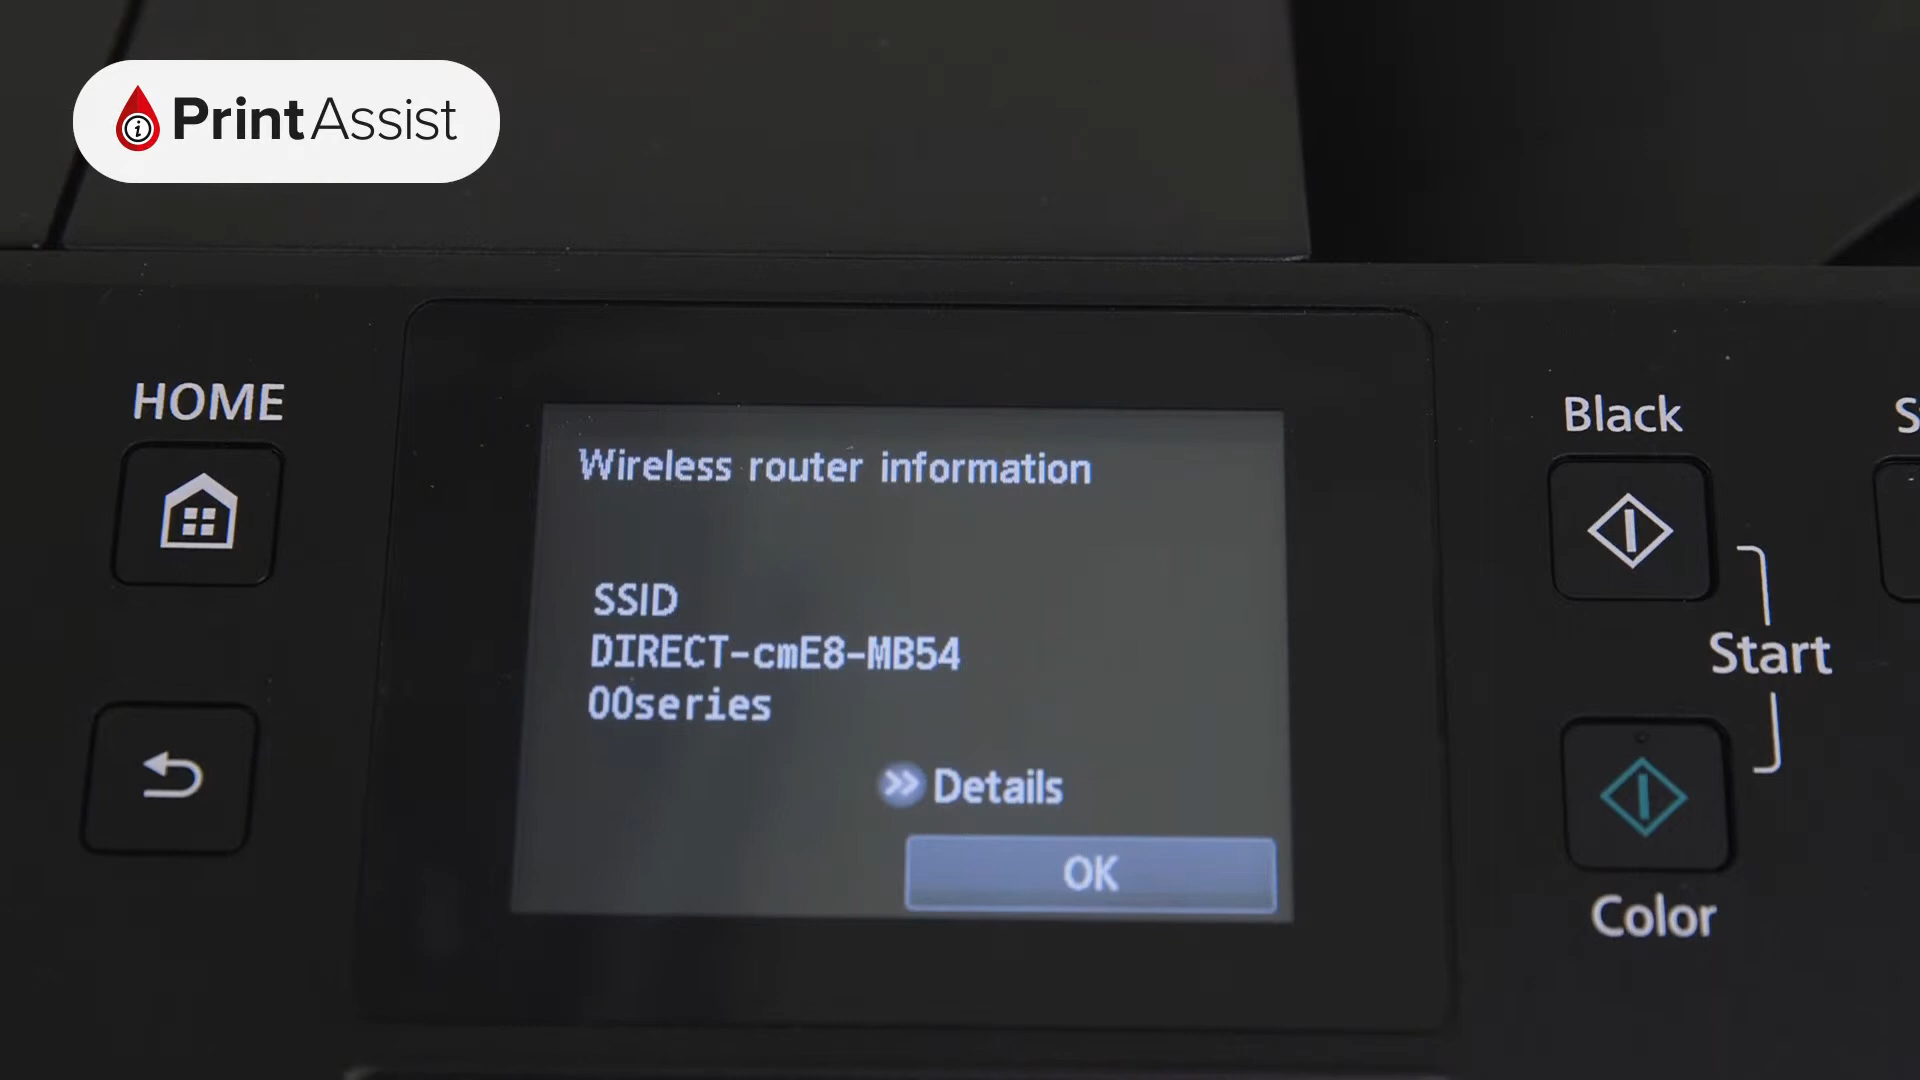 PrintAssist
HOME
Black
Wireless router information
SSID
DIRECT-cmE8-MB54
00series
Start
Details
OK
Color